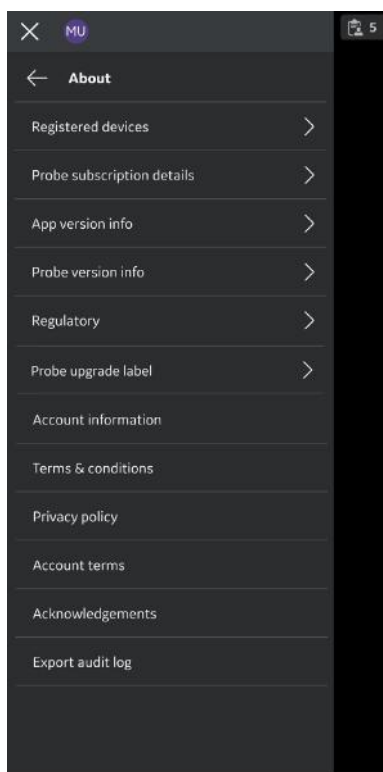 MU
5
About
Registered devices
Probe subscription details
App version info
Probe version info
Regulatory
Probe upgrade label
Account information
Terms & conditions
Privacy policy
Account terms
Acknowledgements
Export audit log